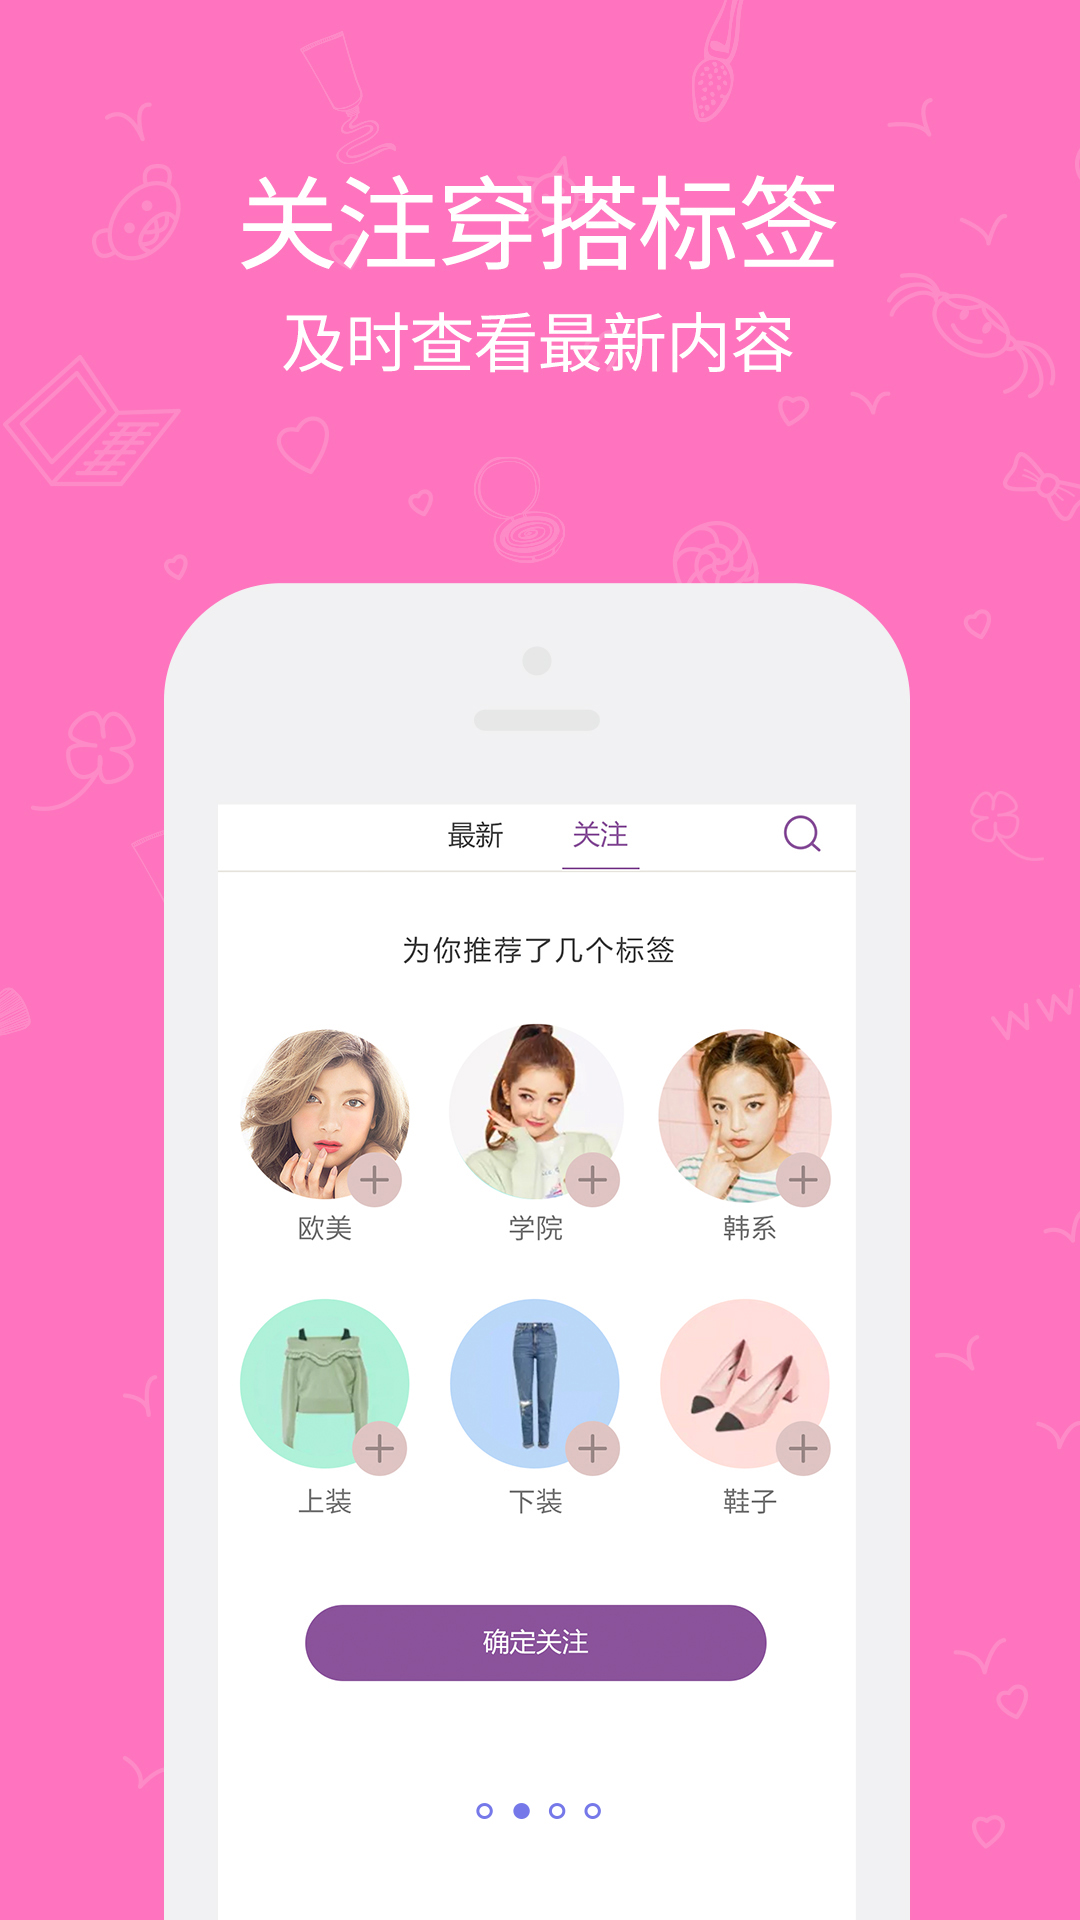 关注穿搭标签
及时查看最新内容
最新 关注
为你推荐了几个标签
欧美 学院 韩系
上装 下装 鞋子
确定关注